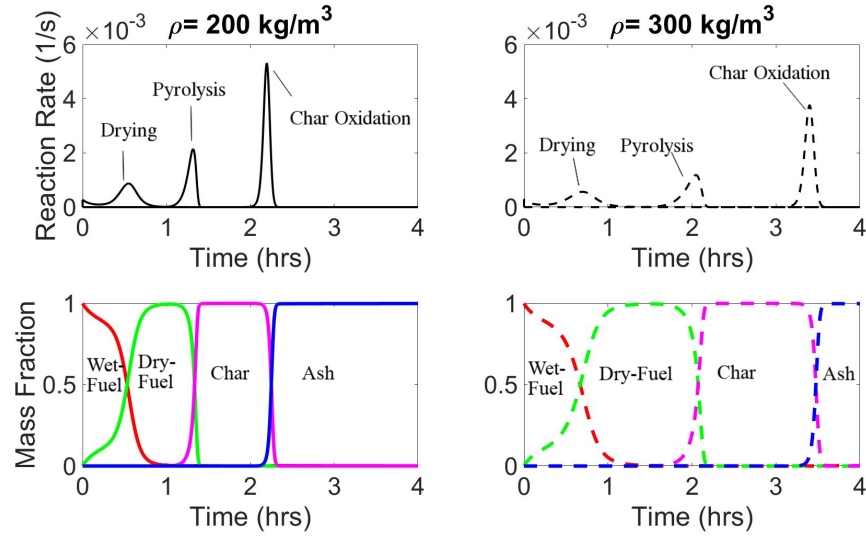 ρ= 200 kg/m³
×10⁻³
Reaction Rate (1/s)
6
4
2
0
Drying
Pyrolysis
Char Oxidation
0 1 2 3 4
Time (hrs)
ρ= 300 kg/m³
×10⁻³
6
4
2
0
Drying
Pyrolysis
Char Oxidation
0 1 2 3 4
Time (hrs)
Mass Fraction
1
0.5
0
Wet-
Fuel
Dry-
Fuel
Char
Ash
0 1 2 3 4
Time (hrs)
1
0.5
0
Wet-
Fuel
Dry-Fuel
Char
Ash
0 1 2 3 4
Time (hrs)